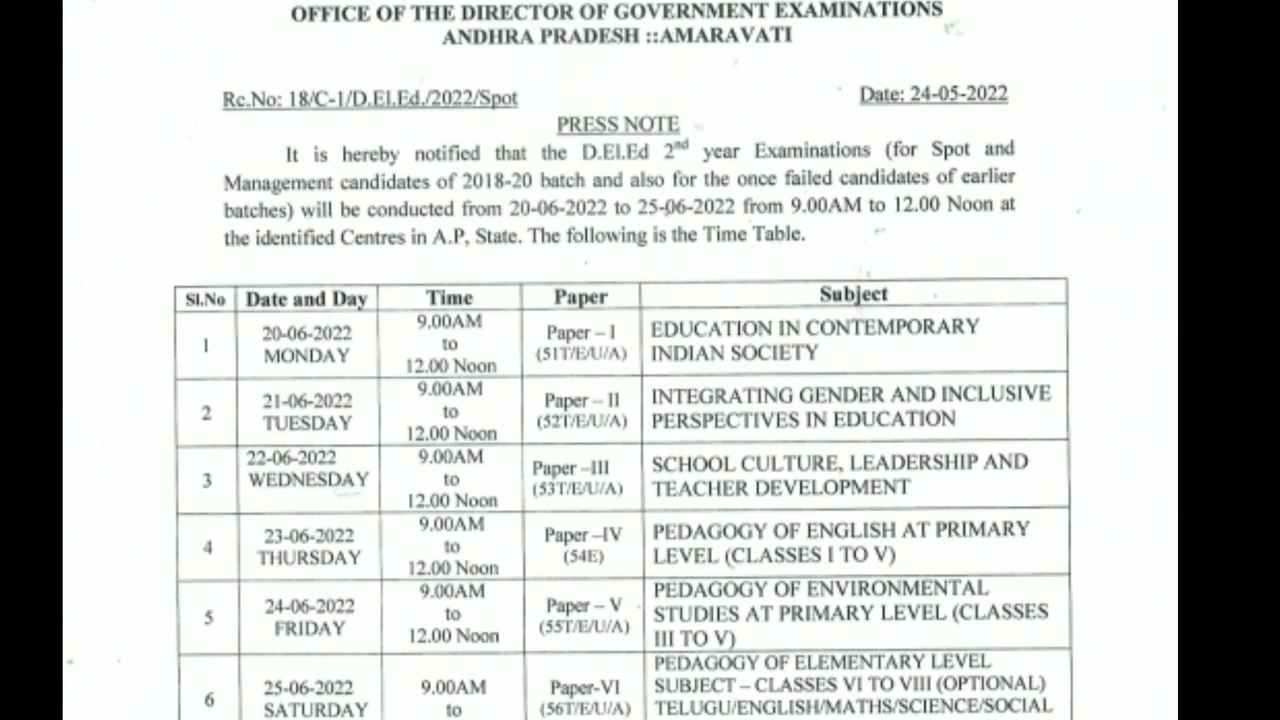 OFFICE OF THE DIRECTOR OF GOVERNMENT EXAMINATIONS
ANDHRA PRADESH ::AMARAVATI
Rc.No: 18/C-1/D.El.Ed./2022/Spot
Date: 24-05-2022
PRESS NOTE
It is hereby notified that the D.El.Ed 2nd year Examinations (for Spot and
Management candidates of 2018-20 batch and also for the once failed candidates of earlier
batches) will be conducted from 20-06-2022 to 25-06-2022 from 9.00AM to 12.00 Noon at
the identified Centres in A.P, State. The following is the Time Table.
Sl.No Date and Day Time Paper Subject
1
20-06-2022
MONDAY
9.00AM
to
12.00 Noon
Paper – I
(51T/E/U/A)
EDUCATION IN CONTEMPORARY
INDIAN SOCIETY
2
21-06-2022
TUESDAY
9.00AM
to
12.00 Noon
Paper – II
(52T/E/U/A)
INTEGRATING GENDER AND INCLUSIVE
PERSPECTIVES IN EDUCATION
3
22-06-2022
WEDNESDAY
9.00AM
to
12.00 Noon
Paper –III
(53T/E/U/A)
SCHOOL CULTURE, LEADERSHIP AND
TEACHER DEVELOPMENT
4
23-06-2022
THURSDAY
9.00AM
to
12.00 Noon
Paper –IV
(54E)
PEDAGOGY OF ENGLISH AT PRIMARY
LEVEL (CLASSES I TO V)
5
24-06-2022
FRIDAY
9.00AM
to
12.00 Noon
Paper – V
(55T/E/U/A)
PEDAGOGY OF ENVIRONMENTAL
STUDIES AT PRIMARY LEVEL (CLASSES
III TO V)
6
25-06-2022
SATURDAY
9.00AM
to
Paper-VI
(56T/E/U/A)
PEDAGOGY OF ELEMENTARY LEVEL
SUBJECT – CLASSES VI TO VIII (OPTIONAL)
TELUGU/ENGLISH/MATHS/SCIENCE/SOCIAL